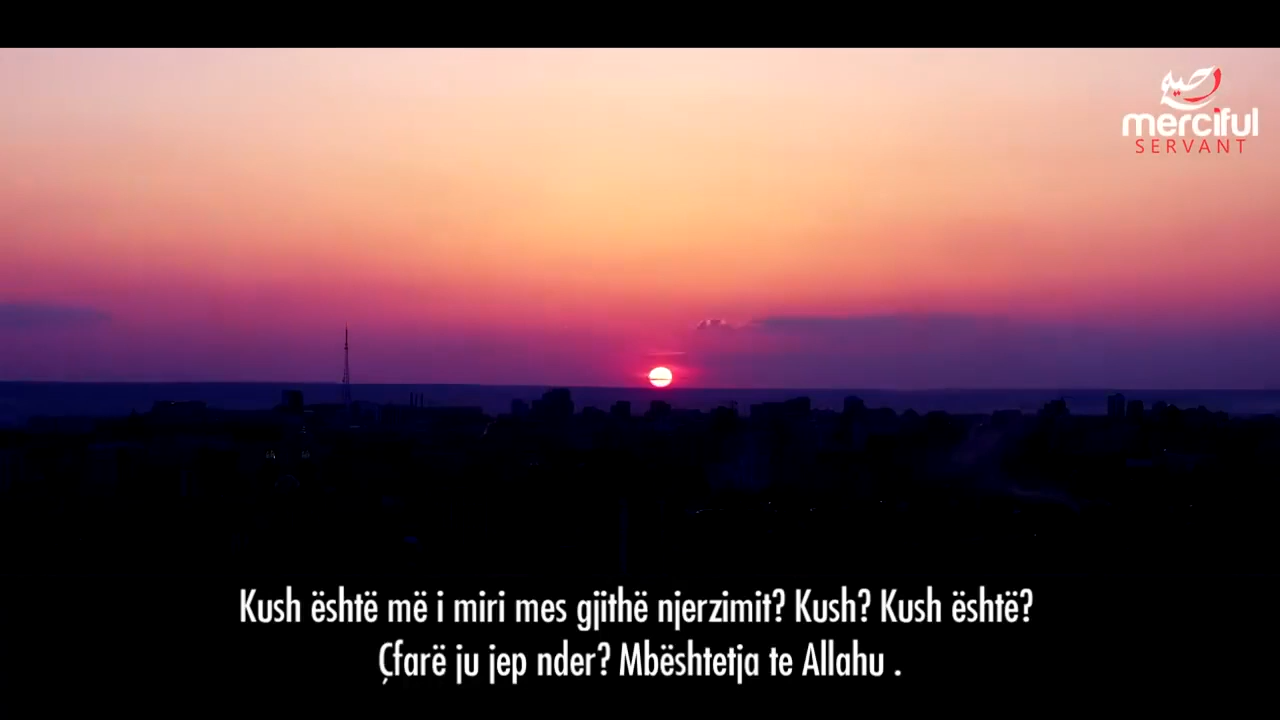 merciful
SERVANT
Kush është më i miri mes gjithë njerzimit? Kush? Kush është?
Çfarë ju jep nder? Mbështetja te Allahu .